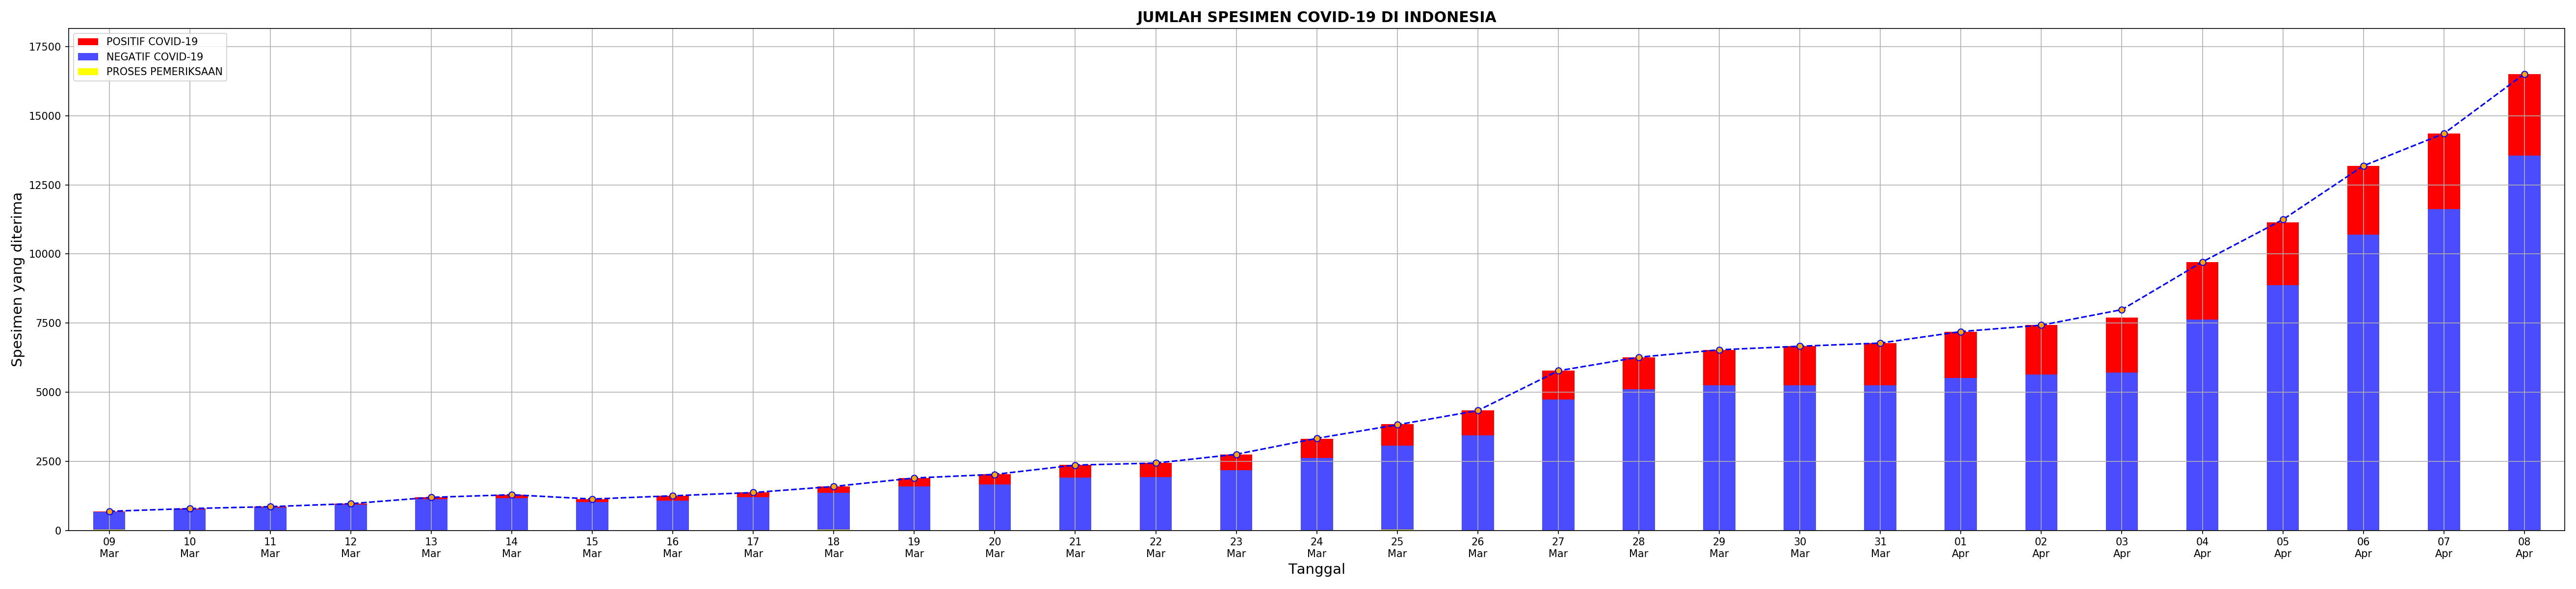 JUMLAH SPESIMEN COVID-19 DI INDONESIA
POSITIF COVID-19
NEGATIF COVID-19
PROSES PEMERIKSAAN
Spesimen yang diterima
17500
15000
12500
10000
7500
5000
2500
0
09 10 11 12 13 14 15 16 17 18 19 20 21 22 23 24 25 26 27 28 29 30 31 01 02 03 04 05 06 07 08
Mar Mar Mar Mar Mar Mar Mar Mar Mar Mar Mar Mar Mar Mar Mar Mar Mar Mar Mar Mar Mar Mar Mar Apr Apr Apr Apr Apr Apr Apr Apr
Tanggal